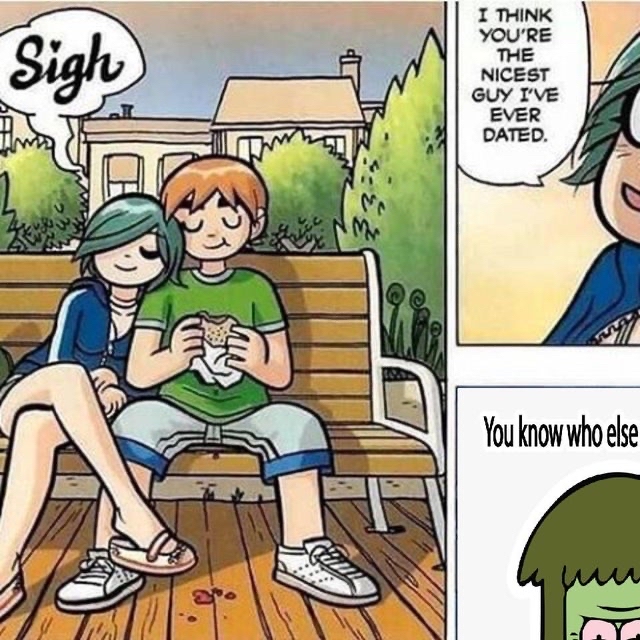 Sigh
I THINK
YOU'RE
THE
NICEST
GUY I'VE
EVER
DATED.
You know who else